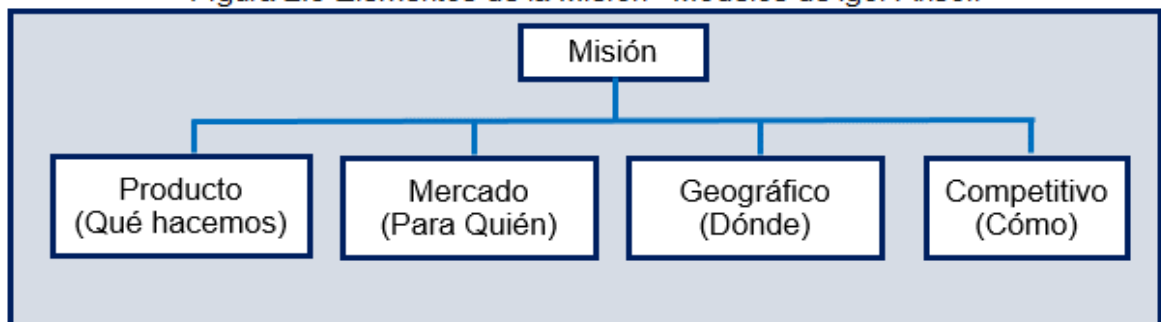 Misión
Producto
(Qué hacemos)
Mercado
(Para Quién)
Geográfico
(Dónde)
Competitivo
(Cómo)